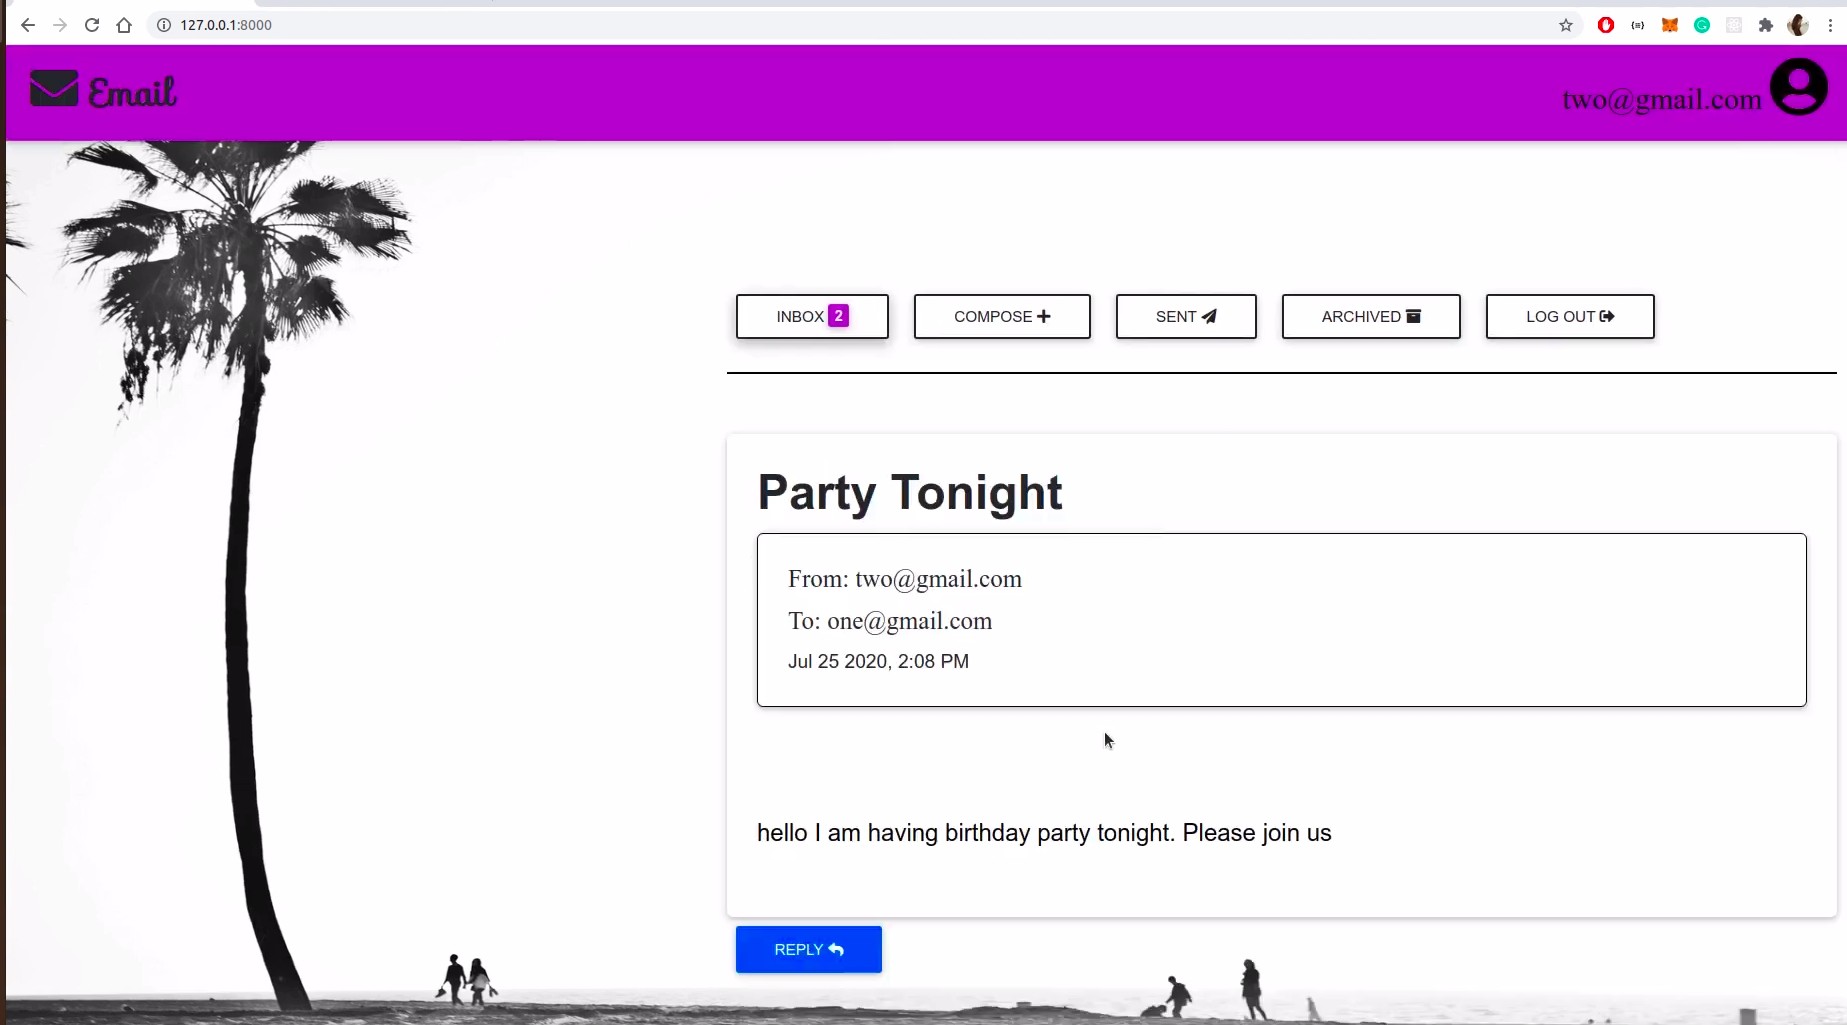 127.0.0.1:8000
Email
two@gmail.com
INBOX 2
COMPOSE
SENT
ARCHIVED
LOG OUT
Party Tonight
From: two@gmail.com
To: one@gmail.com
Jul 25 2020, 2:08 PM
hello I am having birthday party tonight. Please join us
REPLY